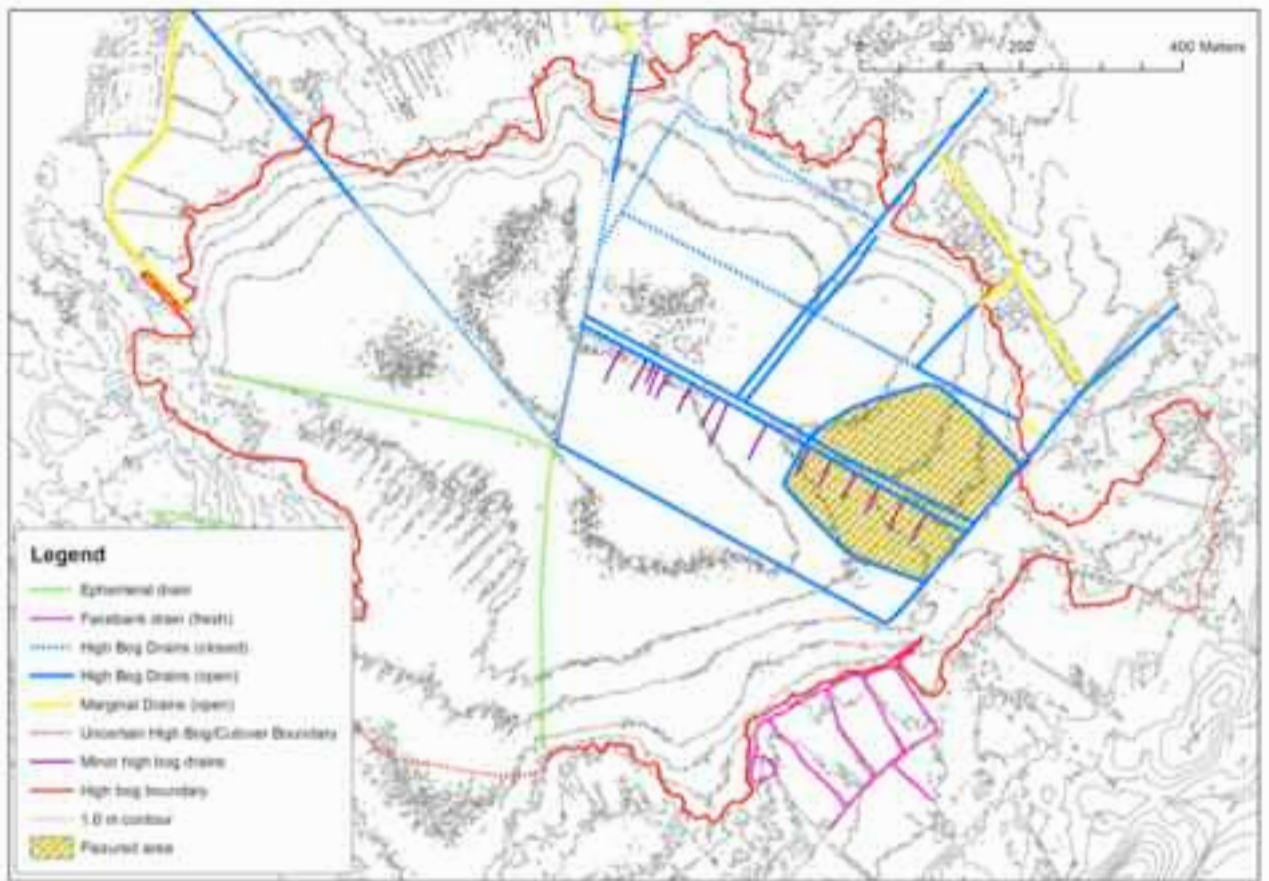 0 100 200 400 Meters
Legend
Ephemeral drain
Facebank drain (fresh)
High Bog Drains (closed)
High Bog Drains (open)
Marginal Drains (open)
Uncertain High Bog/Cutover Boundary
Minor high bog drains
High bog boundary
1.0 m contour
Fissured area